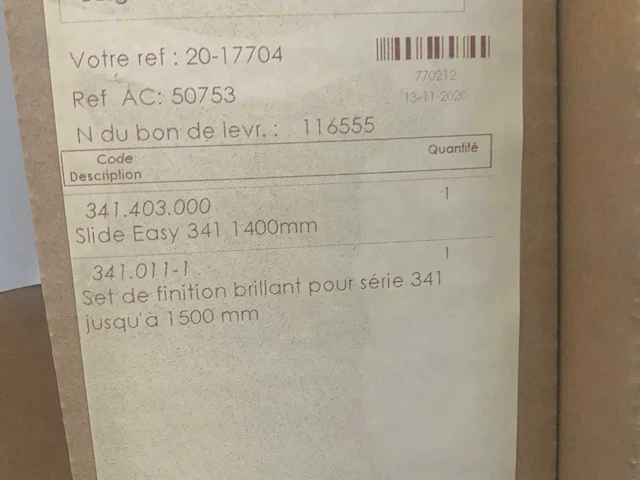 Votre ref : 20-17704
770212
Ref AC: 50753
13-11-2020
N du bon de levr. : 116555
Code
Quantité
Description
341.403.000
1
Slide Easy 341 1400mm
341.011-1
1
Set de finition brillant pour série 341
jusqu'à 1500 mm